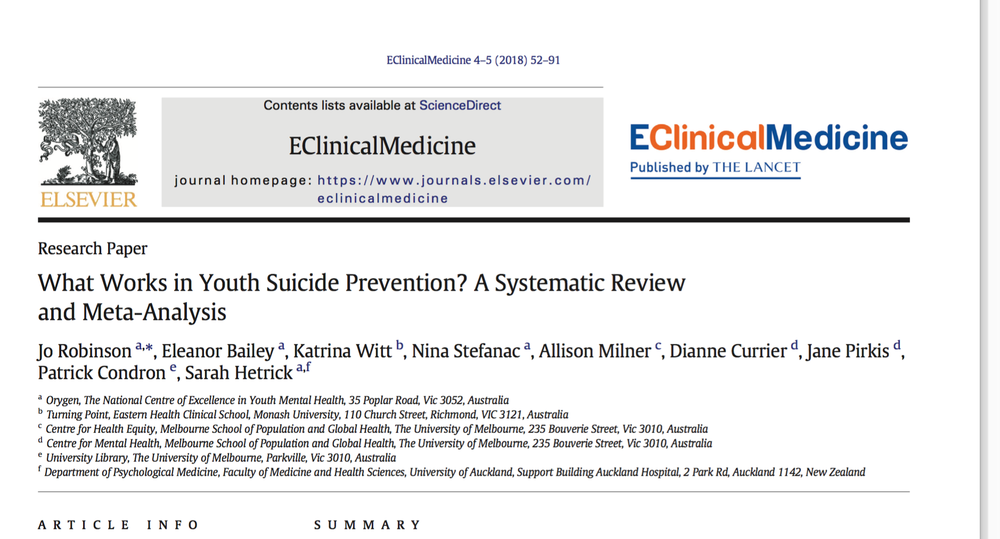 EClinicalMedicine 4–5 (2018) 52–91
Contents lists available at ScienceDirect
EClinicalMedicine
journal homepage: https://www.journals.elsevier.com/
eclinicalmedicine
ELSEVIER
EClinicalMedicine
Published by THE LANCET
Research Paper
What Works in Youth Suicide Prevention? A Systematic Review
and Meta-Analysis
Jo Robinson a,*, Eleanor Bailey a, Katrina Witt b, Nina Stefanac a, Allison Milner c, Dianne Currier d, Jane Pirkis d,
Patrick Condron e, Sarah Hetrick a,f
a Orygen, The National Centre of Excellence in Youth Mental Health, 35 Poplar Road, Vic 3052, Australia
b Turning Point, Eastern Health Clinical School, Monash University, 110 Church Street, Richmond, VIC 3121, Australia
c Centre for Health Equity, Melbourne School of Population and Global Health, The University of Melbourne, 235 Bouverie Street, Vic 3010, Australia
d Centre for Mental Health, Melbourne School of Population and Global Health, The University of Melbourne, 235 Bouverie Street, Vic 3010, Australia
e University Library, The University of Melbourne, Parkville, Vic 3010, Australia
f Department of Psychological Medicine, Faculty of Medicine and Health Sciences, University of Auckland, Support Building Auckland Hospital, 2 Park Rd, Auckland 1142, New Zealand
ARTICLE INFO
SUMMARY